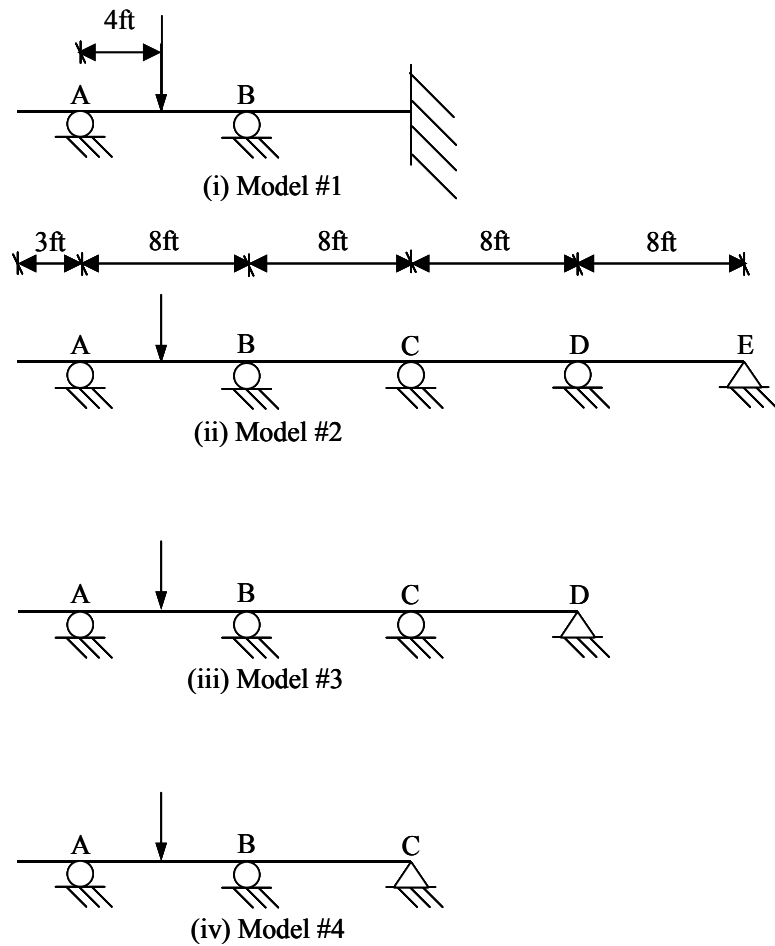 4ft
A B
(i) Model #1
3ft 8ft 8ft 8ft 8ft
A B C D E
(ii) Model #2
A B C D
(iii) Model #3
A B C
(iv) Model #4